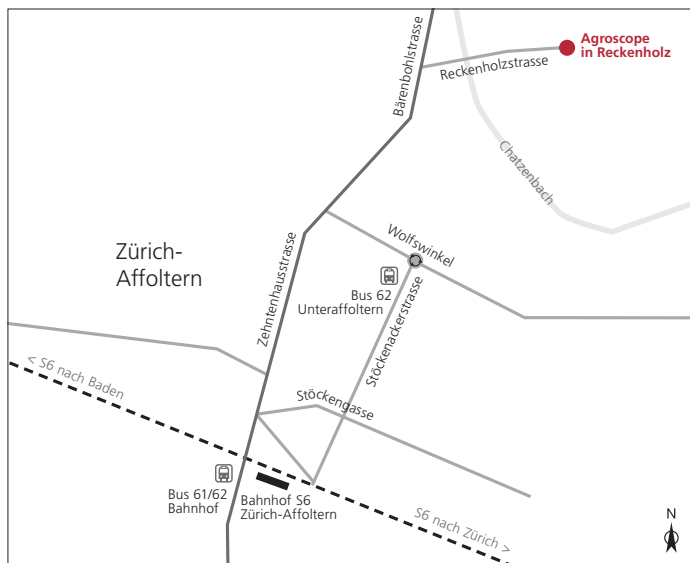 Agroscope
in Reckenholz
Bärenbohlstrasse
Reckenholzstrasse
Chatzenbach
Wolfswinkel
Zürich-
Affoltern
Zehntenhausstrasse
Bus 62
Unteraffoltern
Stöckenackerstrasse
< S6 nach Baden
Stöckengasse
Bus 61/62
Bahnhof
Bahnhof S6
Zürich-Affoltern
S6 nach Zürich >
N